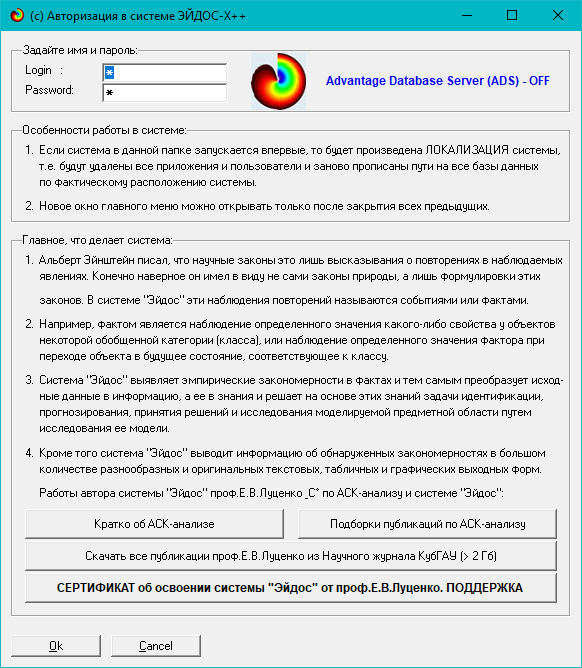 (c) Авторизация в системе ЭЙДОС-X++
Задайте имя и пароль:
Login :
*
Password:
*
Advantage Database Server (ADS) - OFF
Особенности работы в системе:
1. Если система в данной папке запускается впервые, то будет произведена ЛОКАЛИЗАЦИЯ системы,
т.е. будут удалены все приложения и пользователи и заново прописаны пути на все базы данных
по фактическому расположению системы.
2. Новое окно главного меню можно открывать только после закрытия всех предыдущих.
Главное, что делает система:
1. Альберт Эйнштейн писал, что научные законы это лишь высказывания о повторениях в наблюдаемых
явлениях. Конечно наверное он имел в виду не сами законы природы, а лишь формулировки этих
законов. В системе "Эйдос" эти наблюдения повторений называются событиями или фактами.
2. Например, фактом является наблюдение определенного значения какого-либо свойства у объектов
некоторой обобщенной категории (класса), или наблюдение определенного значения фактора при
переходе объекта в будущее состояние, соответствующее к классу.
3. Система "Эйдос" выявляет эмпирические закономерности в фактах и тем самым преобразует исход-
ные данные в информацию, а ее в знания и решает на основе этих знаний задачи идентификации,
прогнозирования, принятия решений и исследования моделируемой предметной области путем
исследования ее модели.
4. Кроме того система "Эйдос" выводит информацию об обнаруженных закономерностях в большом
количестве разнообразных и оригинальных текстовых, табличных и графических выходных форм.
Работы автора системы "Эйдос" проф.Е.В.Луценко _С° по АСК-анализу и системе "Эйдос":
Кратко об АСК-анализе
Подборки публикаций по АСК-анализу
Скачать все публикации проф.Е.В.Луценко из Научного журнала КубГАУ (> 2 Гб)
СЕРТИФИКАТ об освоении системы "Эйдос" от проф.Е.В.Луценко. ПОДДЕРЖКА
Ok
Cancel